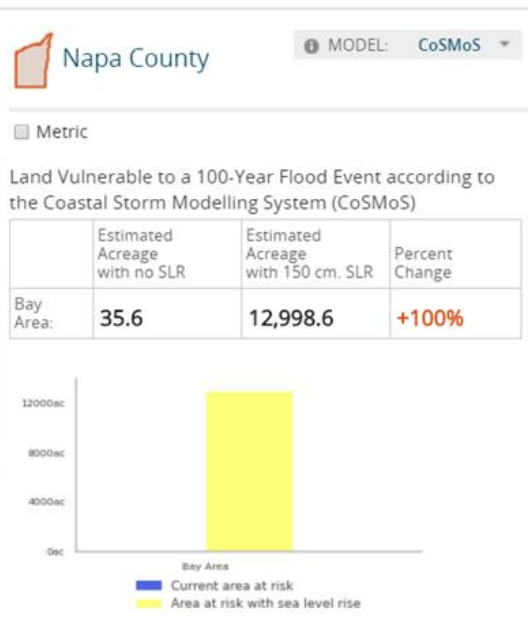 Napa County
MODEL: CoSMoS
Metric
Land Vulnerable to a 100-Year Flood Event according to
the Coastal Storm Modelling System (CoSMoS)
Estimated
Acreage
with no SLR
Estimated
Acreage
with 150 cm. SLR
Percent
Change
Bay
Area:
35.6
12,998.6
+100%
12000ac
8000ac
4000ac
0ac
Bay Area
Current area at risk
Area at risk with sea level rise